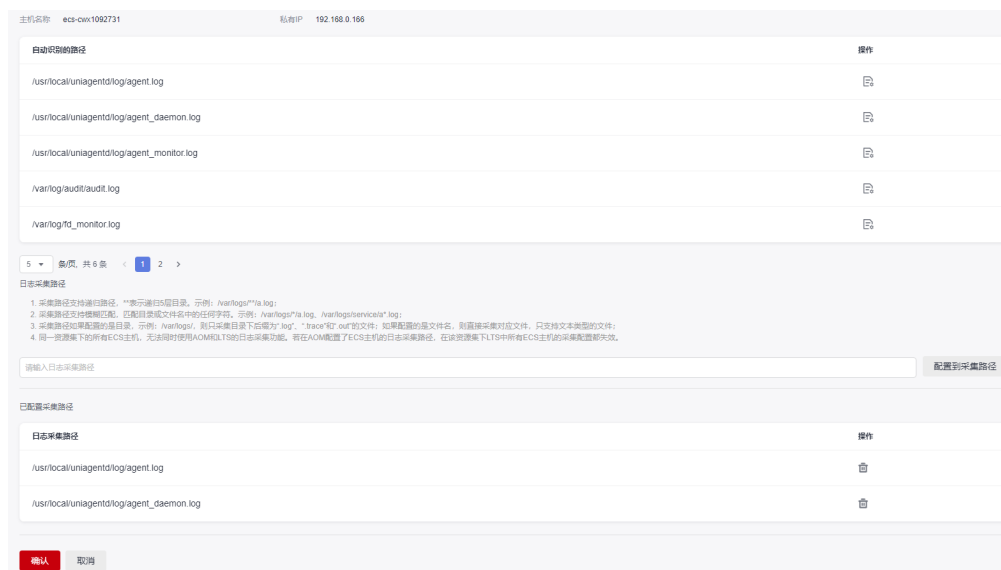 主机名称 ecs-cwx1092731 私有IP 192.168.0.166
自动识别的路径 操作
/usr/local/uniagentd/log/agent.log
/usr/local/uniagentd/log/agent_daemon.log
/usr/local/uniagentd/log/agent_monitor.log
/var/log/audit/audit.log
/var/log/fd_monitor.log
5 条/页, 共 6 条 < 1 2 >
日志采集路径
1. 采集路径支持递归路径，**表示递归5层目录。示例：/var/logs/**/a.log；
2. 采集路径支持模糊匹配，匹配目录或文件名中的任何字符。示例：/var/logs/*/a.log、/var/logs/service/a*.log；
3. 采集路径如果配置的是目录，示例：/var/logs/，则只采集目录下后缀为“.log”、“.trace”和“.out”的文件；如果配置的是文件名，则直接采集对应文件，只支持文本类型的文件；
4. 同一资源集下的所有ECS主机，无法同时使用AOM和LTS的日志采集功能。若在AOM配置了ECS主机的日志采集路径，在该资源集下LTS中所有ECS主机的采集配置都失效。
请输入日志采集路径 配置到采集路径
已配置采集路径
日志采集路径 操作
/usr/local/uniagentd/log/agent.log
/usr/local/uniagentd/log/agent_daemon.log
确认 取消